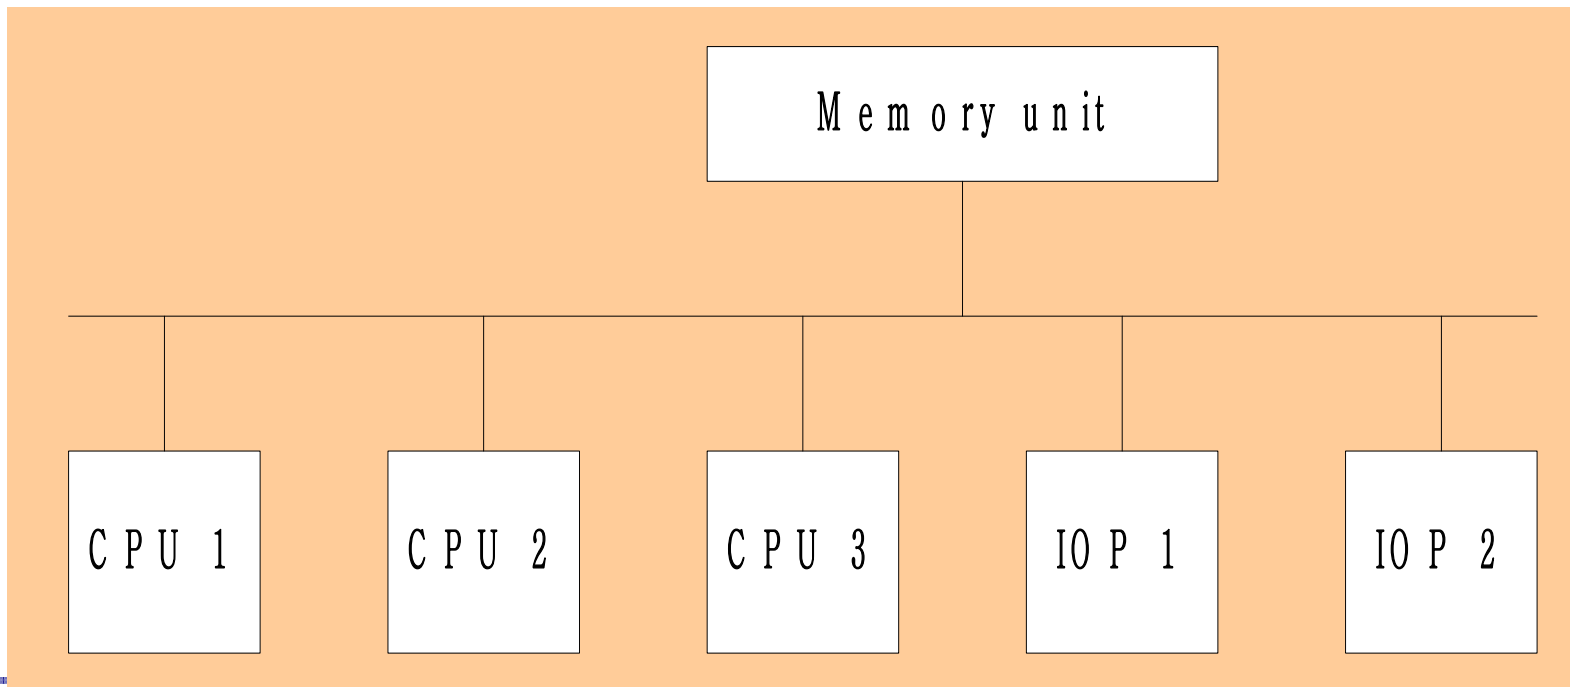 Memory unit
CPU 1
CPU 2
CPU 3
IOP 1
IOP 2